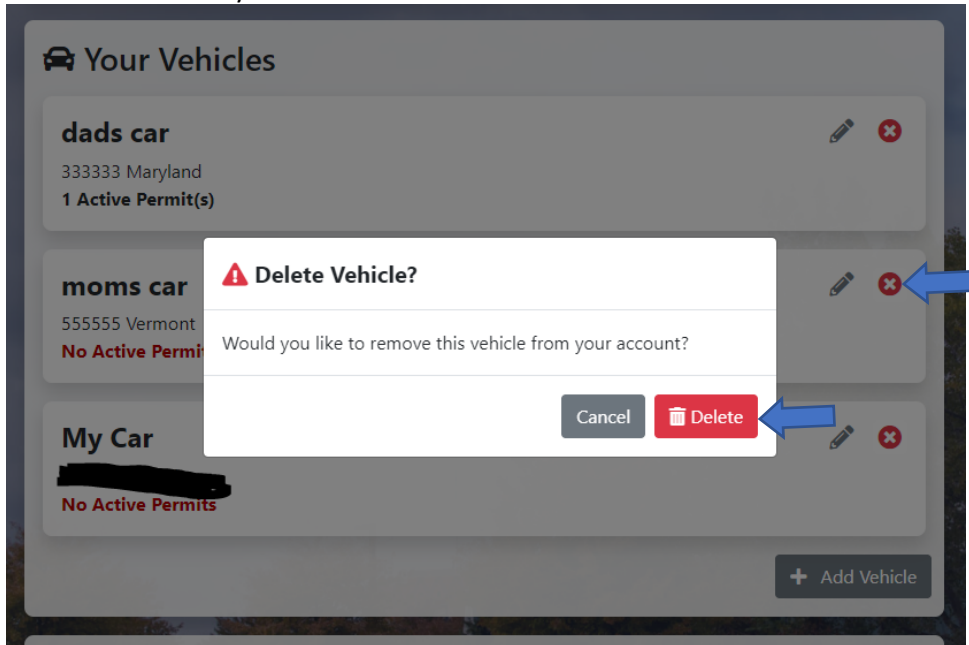 Your Vehicles
dads car
333333 Maryland
1 Active Permit(s)
Delete Vehicle?
moms car
555555 Vermont
Would you like to remove this vehicle from your account?
No Active Permi
Cancel Delete
My Car
No Active Permits
+ Add Vehicle